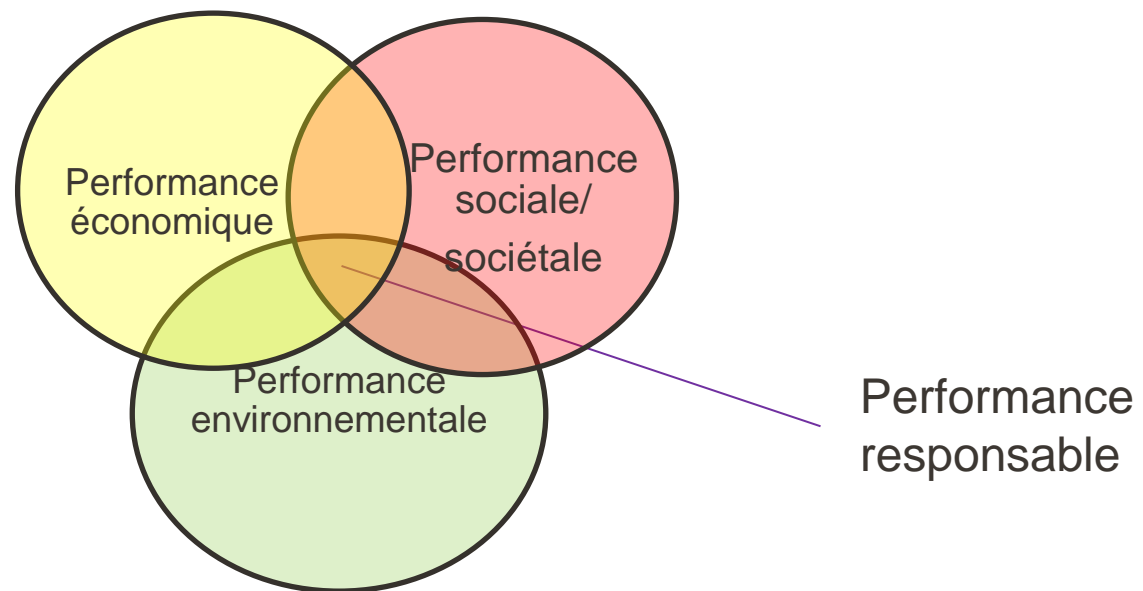 Performance
économique
Performance
sociale/
sociétale
Performance
environnementale
Performance
responsable